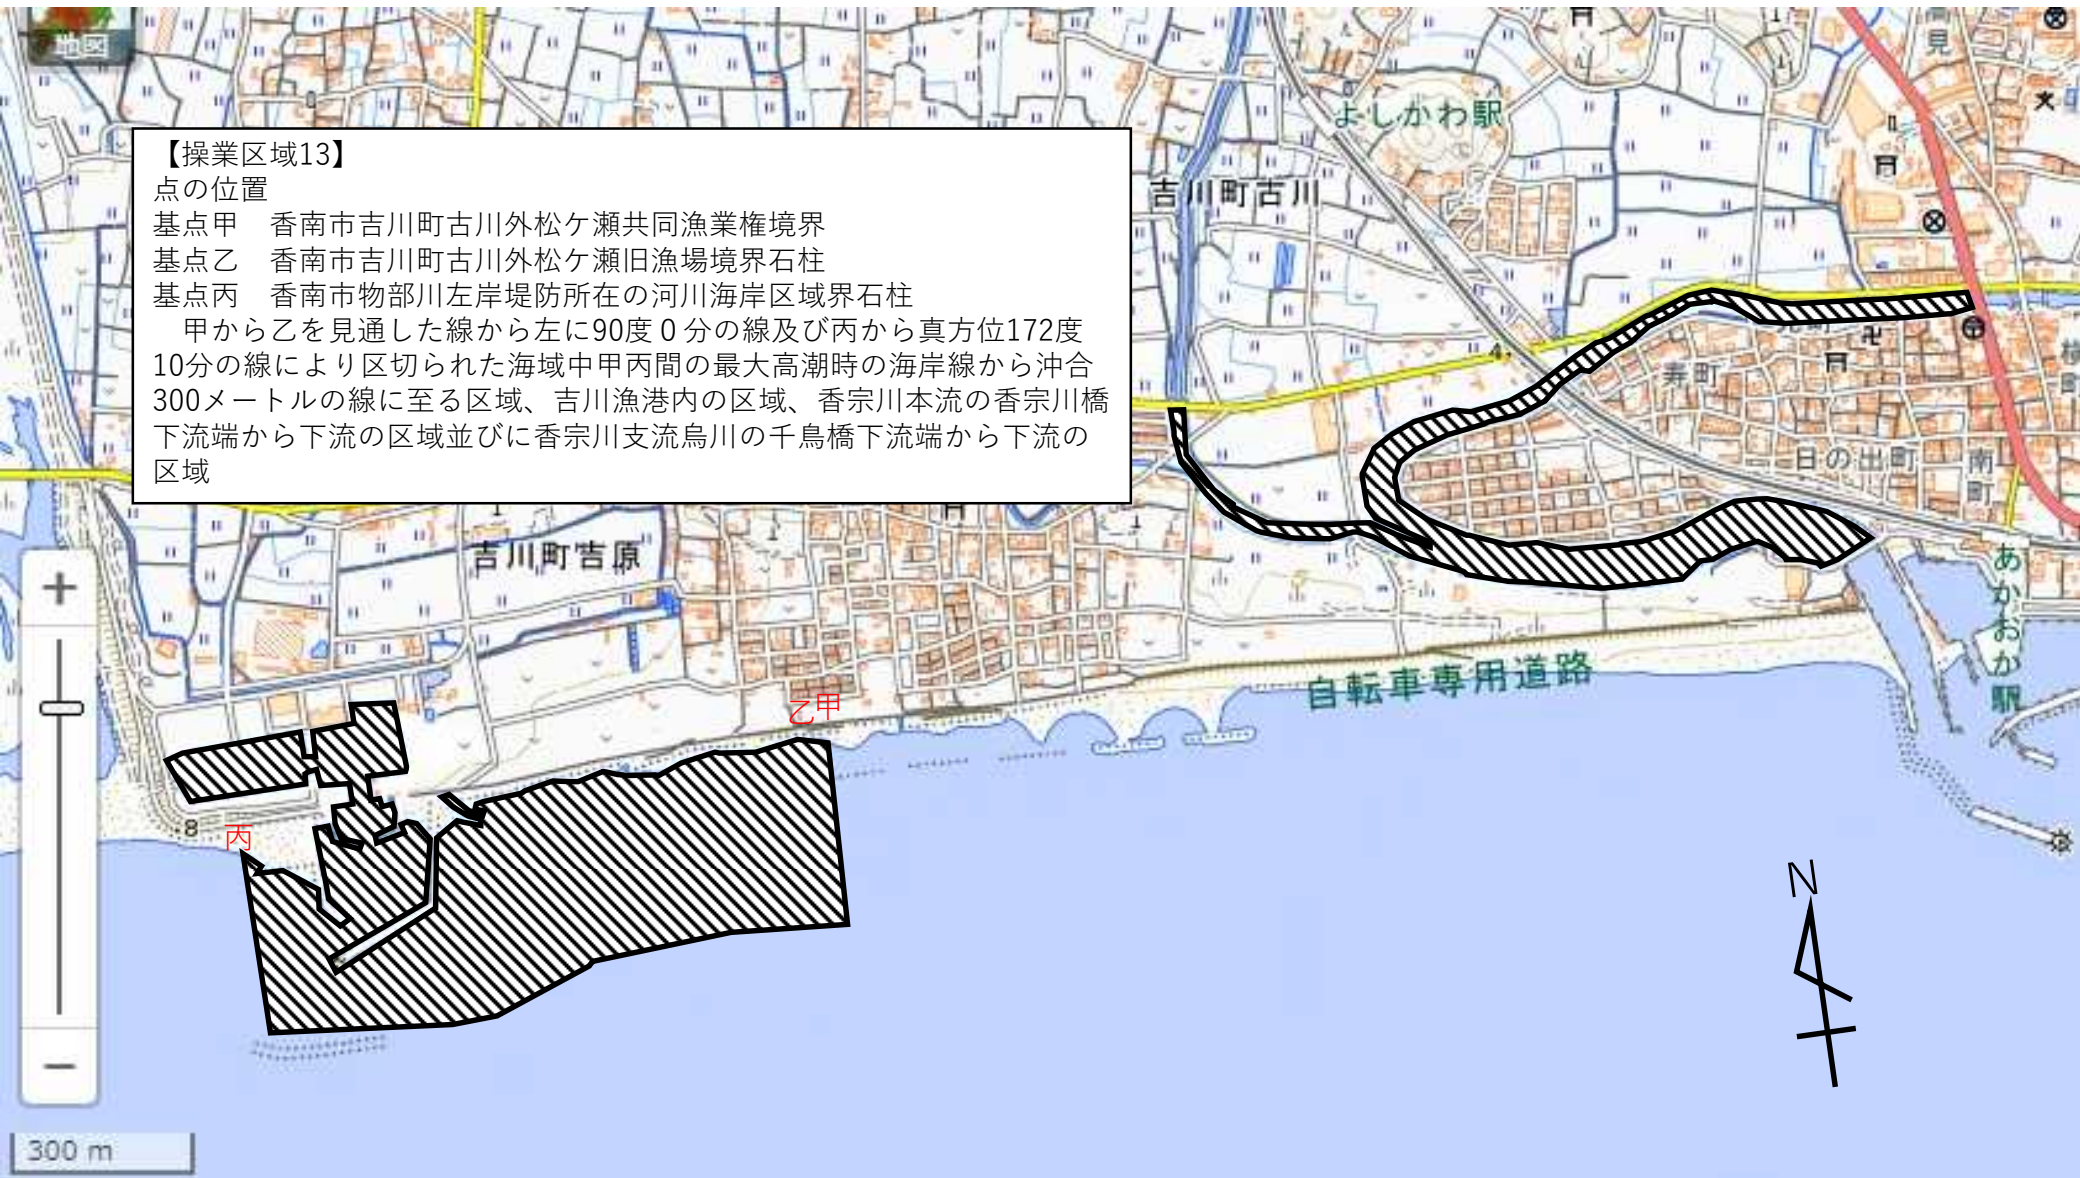 地図
見
よしかわ駅
吉川町古川
【操業区域13】
点の位置
基点甲　香南市吉川町古川外松ケ瀬共同漁業権境界
基点乙　香南市吉川町古川外松ケ瀬旧漁場境界石柱
基点丙　香南市物部川左岸堤防所在の河川海岸区域界石柱
　甲から乙を見通した線から左に90度０分の線及び丙から真方位172度
10分の線により区切られた海域中甲丙間の最大高潮時の海岸線から沖合
300メートルの線に至る区域、吉川漁港内の区域、香宗川本流の香宗川橋
下流端から下流の区域並びに香宗川支流烏川の千鳥橋下流端から下流の
区域
寿町
横町
日の出町
南町
吉川町吉原
あかおか駅
自転車専用道路
乙甲
丙
8
N
+
−
300 m